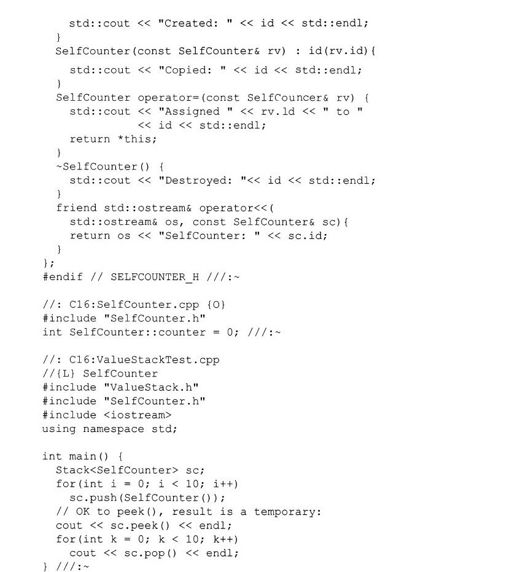 std::cout << "Created: " << id << std::endl;
}
SelfCounter(const SelfCounter& rv) : id(rv.id){
std::cout << "Copied: " << id << std::endl;
}
SelfCounter operator=(const SelfCouncer& rv) {
std::cout << "Assigned " << rv.ld << " to "
<< id << std::endl;
return *this;
}
~SelfCounter() {
std::cout << "Destroyed: "<< id << std::endl;
}
friend std::ostream& operator<<(
std::ostream& os, const SelfCounter& sc){
return os << "SelfCounter: " << sc.id;
}
};
#endif // SELFCOUNTER_H ///:~
//: C16:SelfCounter.cpp {O}
#include "SelfCounter.h"
int SelfCounter::counter = 0; ///:~
//: C16:ValueStackTest.cpp
//{L} SelfCounter
#include "ValueStack.h"
#include "SelfCounter.h"
#include <iostream>
using namespace std;
int main() {
Stack<SelfCounter> sc;
for(int i = 0; i < 10; i++)
sc.push(SelfCounter());
// OK to peek(), result is a temporary:
cout << sc.peek() << endl;
for(int k = 0; k < 10; k++)
cout << sc.pop() << endl;
} ///:~